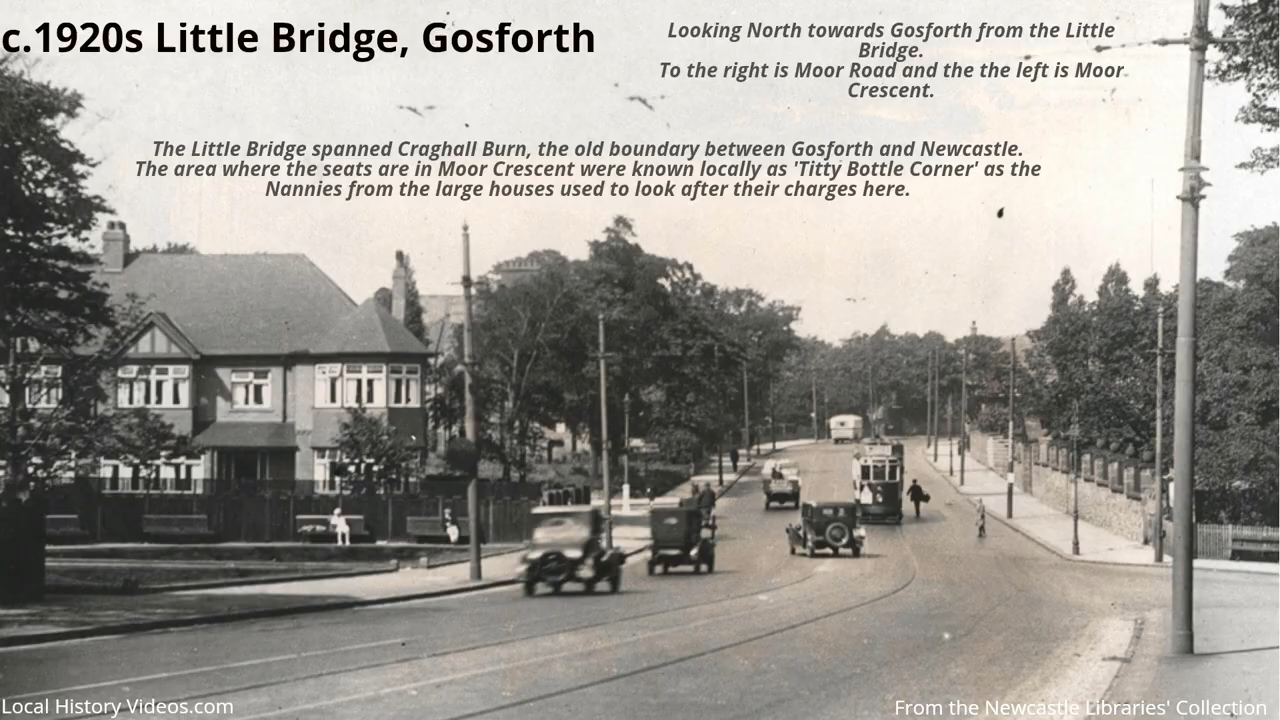 c.1920s Little Bridge, Gosforth
Looking North towards Gosforth from the Little
Bridge.
To the right is Moor Road and the the left is Moor
Crescent.
The Little Bridge spanned Craghall Burn, the old boundary between Gosforth and Newcastle.
The area where the seats are in Moor Crescent were known locally as 'Titty Bottle Corner' as the
Nannies from the large houses used to look after their charges here.
Local History Videos.com
From the Newcastle Libraries' Collection